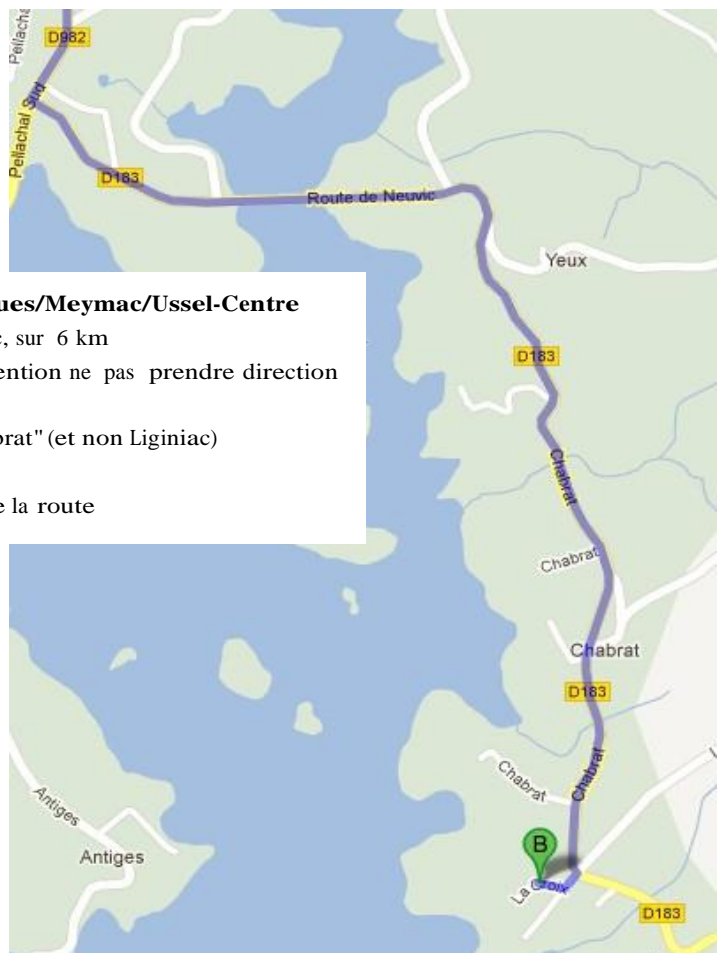 Pellachal
D982
Pellachal Sud
D183
Route de Neuvic
Yeux
ues/Meymac/Ussel-Centre
c, sur 6 km
ention ne pas prendre direction
D183
brat" (et non Liginiac)
Chabrat
e la route
Chabrat
Chabrat
D183
Chabrat
Chabrat
Antiges
Antiges
B
La Croix
D183